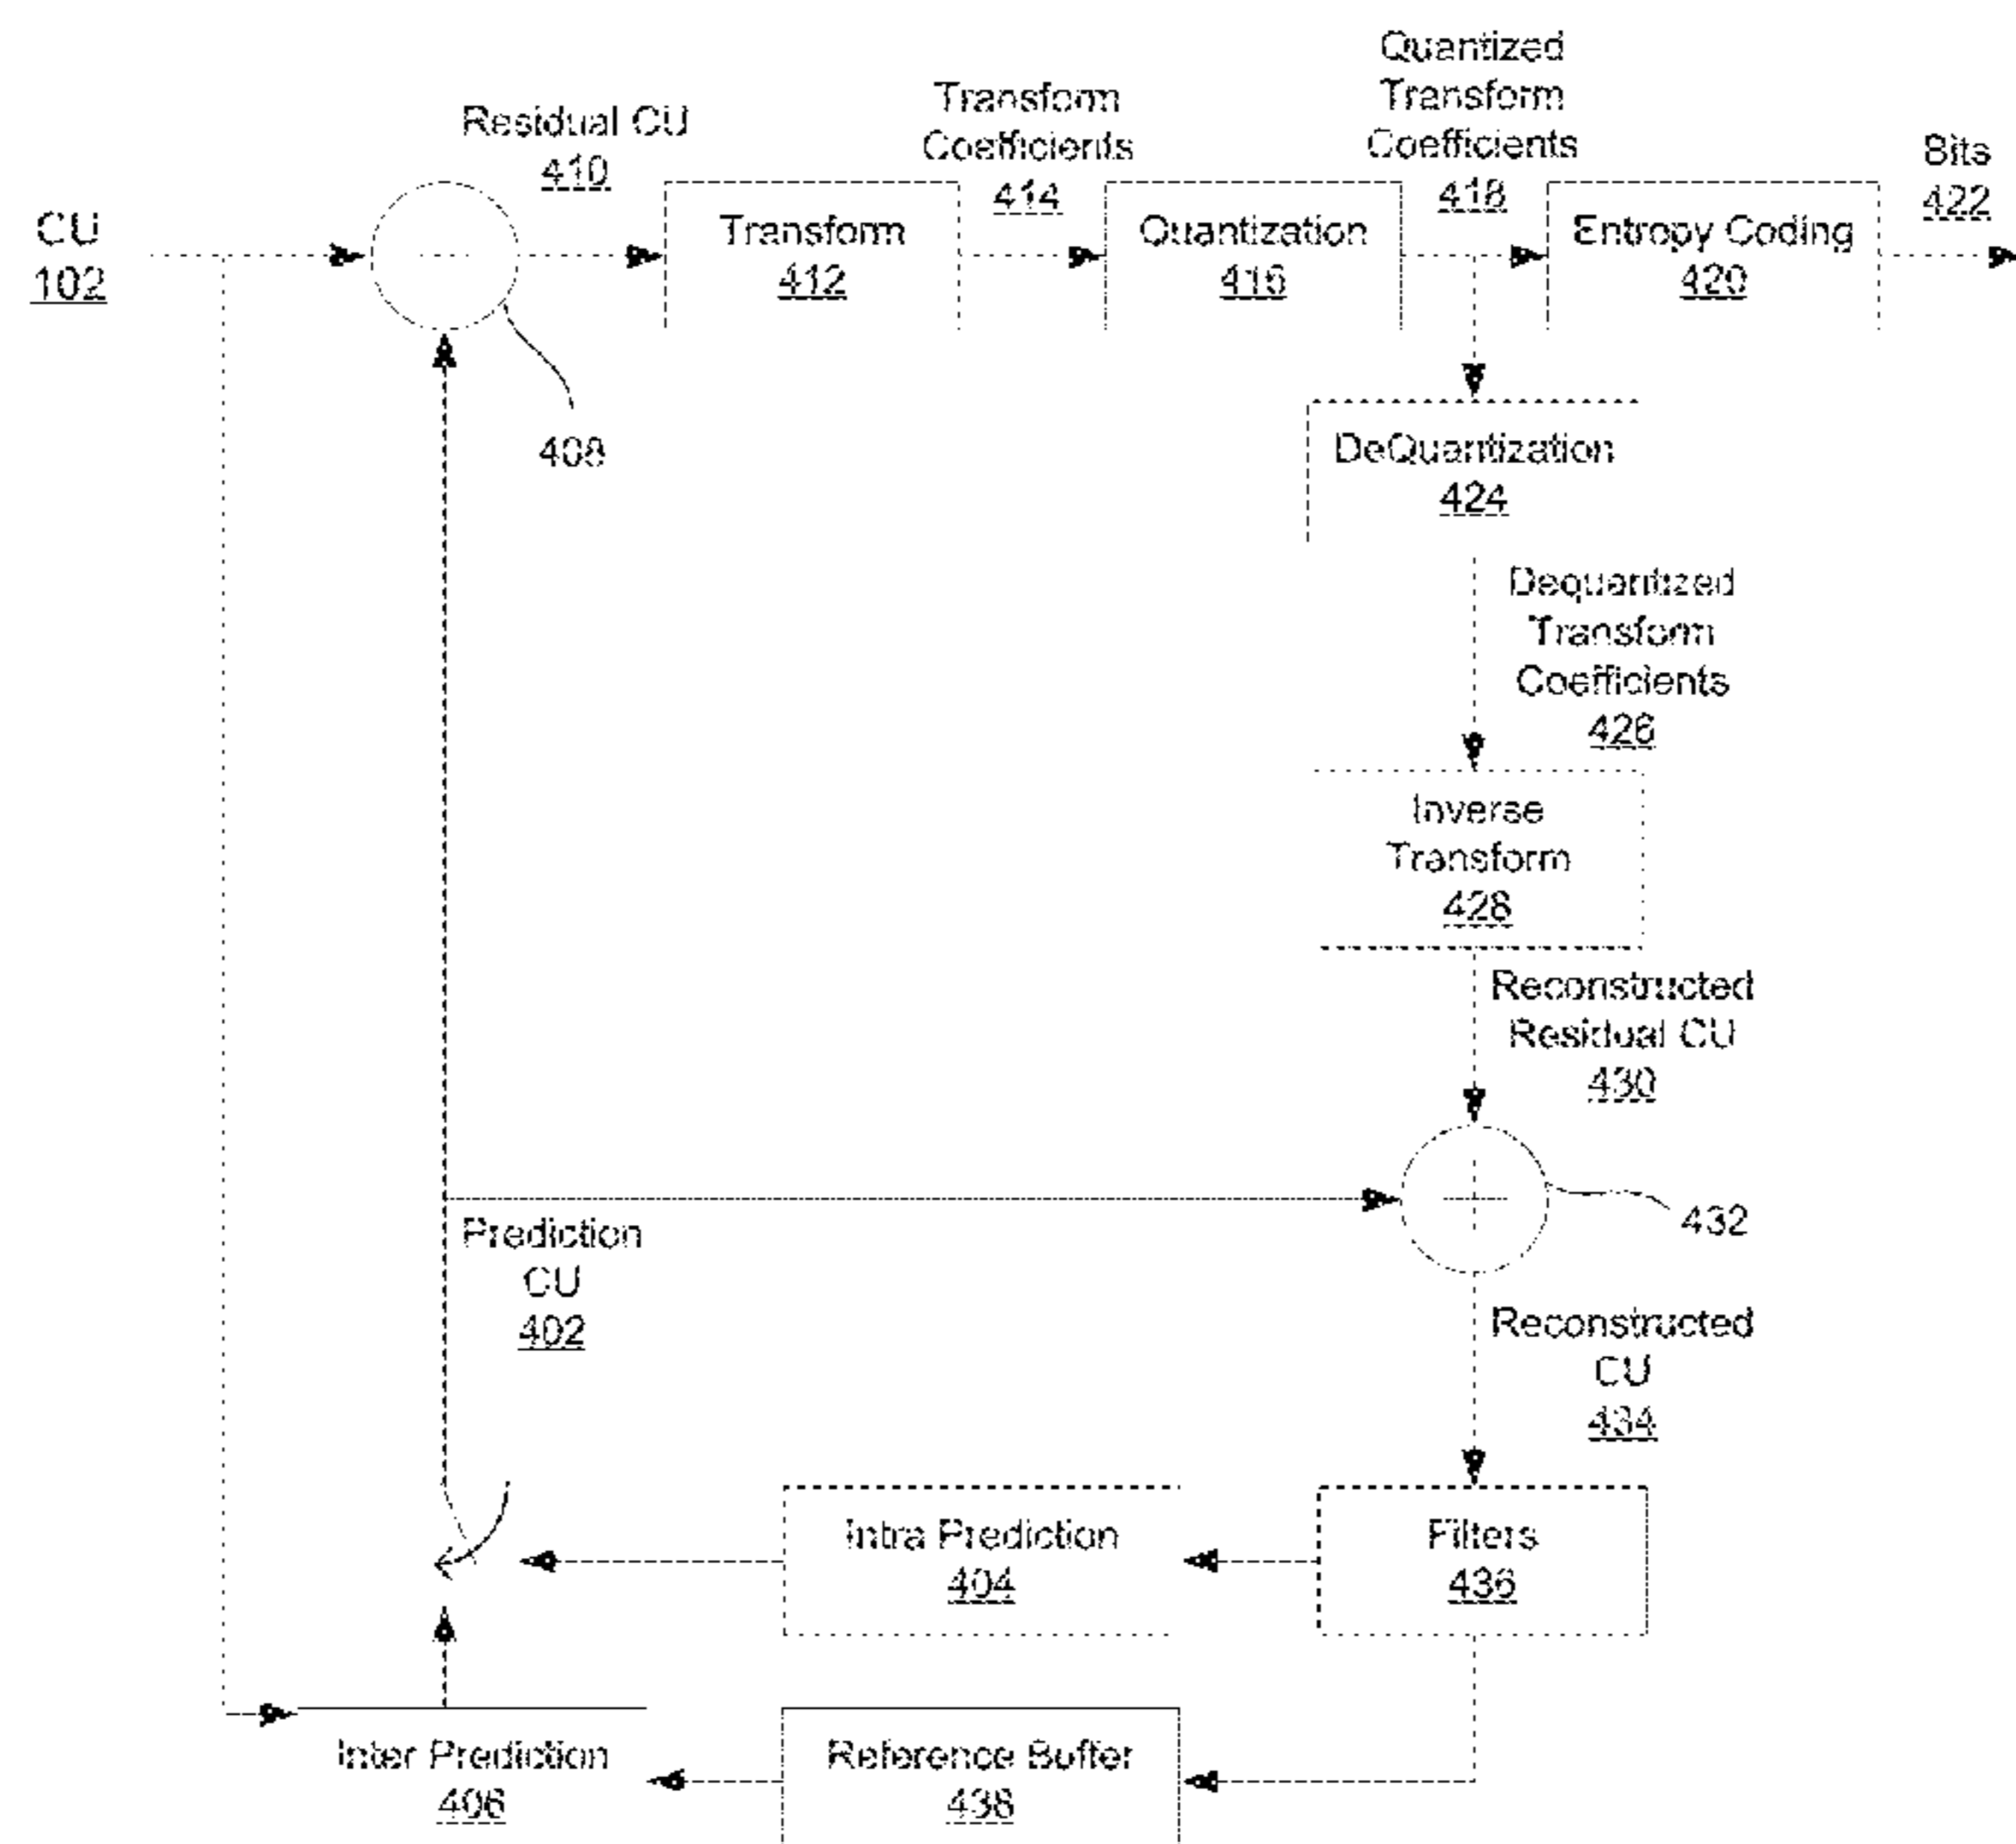 CU
102
Residual CU
410
408
Transform
412
Transform
Coefficients
414
Quantization
416
Quantized
Transform
Coefficients
418
Entropy Coding
420
Bits
422
DeQuantization
424
Dequantized
Transform
Coefficients
426
Inverse
Transform
428
Reconstructed
Residual CU
430
432
Prediction
CU
402
Reconstructed
CU
434
Intra Prediction
404
Filters
436
Inter Prediction
406
Reference Buffer
438